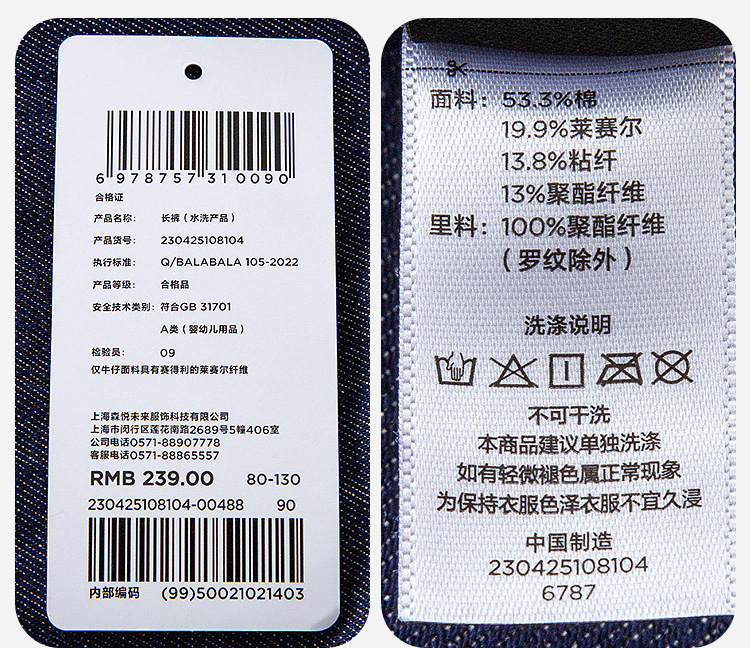 6 978757 310090
合格证
产品名称: 长裤(水洗产品)
产品货号: 230425108104
执行标准: Q/BALABALA 105-2022
产品等级: 合格品
安全技术类别: 符合GB 31701
A类(婴幼儿用品)
检验员: 09
仅牛仔面料具有赛得利的莱赛尔纤维
上海森悦未来服饰科技有限公司
上海市闵行区莲花南路2689号5幢406室
公司电话0571-88907778
客服电话0571-88865557
RMB 239.00 80-130
230425108104-00488 90
内部编码 (99)50021021403
面料: 53.3%棉
19.9%莱赛尔
13.8%粘纤
13%聚酯纤维
里料: 100%聚酯纤维
(罗纹除外)
洗涤说明
不可干洗
本商品建议单独洗涤
如有轻微褪色属正常现象
为保持衣服色泽衣服不宜久浸
中国制造
230425108104
6787